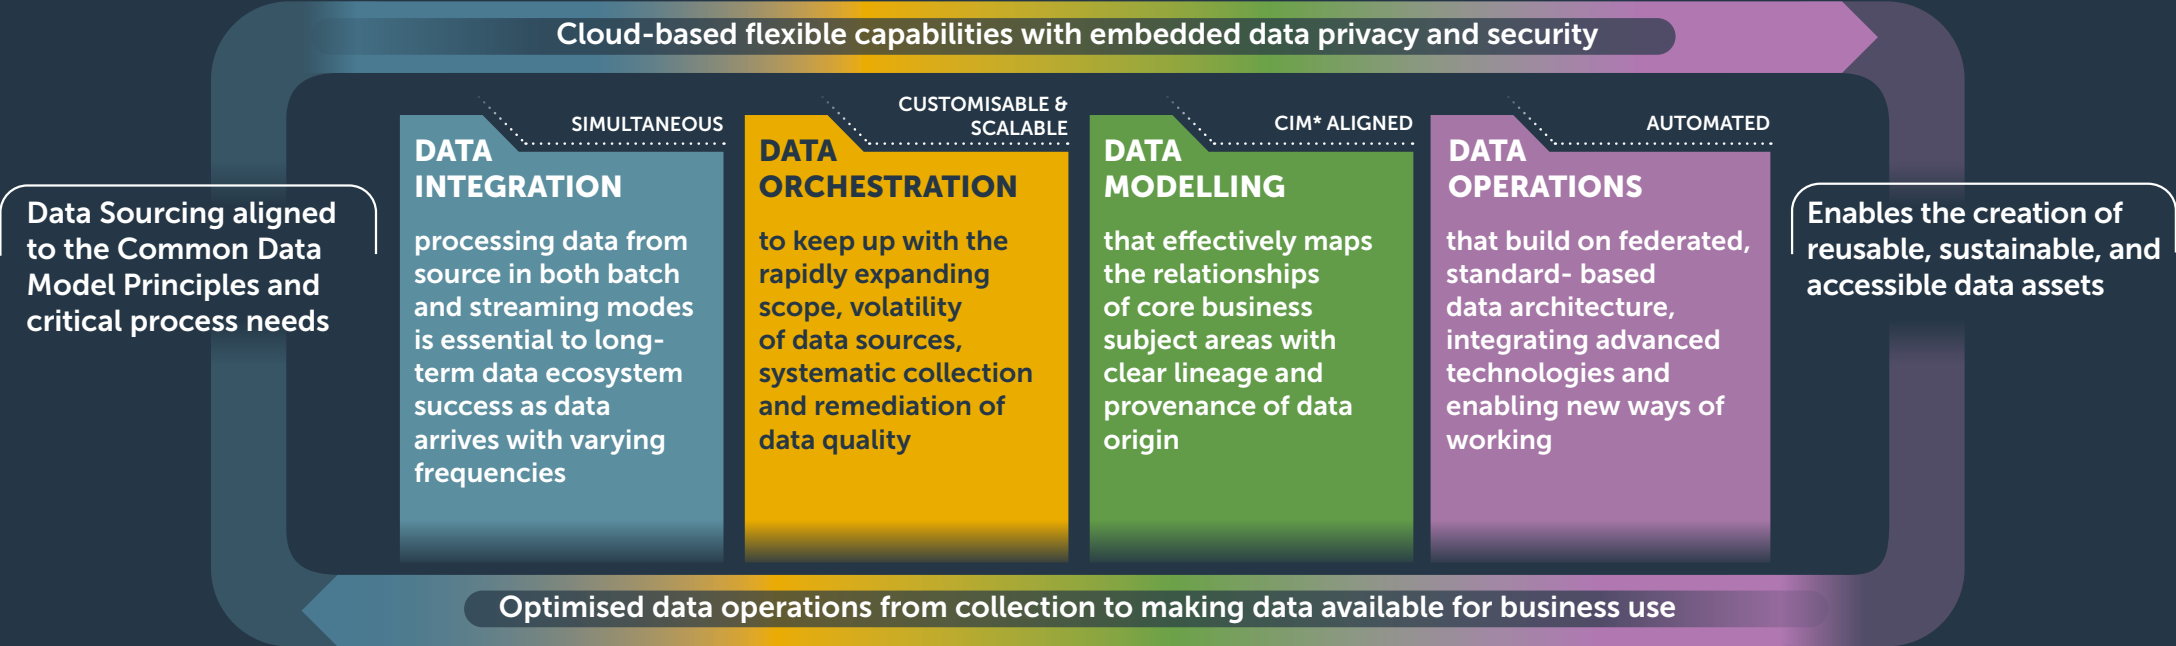 Cloud-based flexible capabilities with embedded data privacy and security
Data Sourcing aligned
to the Common Data
Model Principles and
critical process needs
SIMULTANEOUS
DATA
INTEGRATION
processing data from
source in both batch
and streaming modes
is essential to long-
term data ecosystem
success as data
arrives with varying
frequencies
CUSTOMISABLE &
SCALABLE
DATA
ORCHESTRATION
to keep up with the
rapidly expanding
scope, volatility
of data sources,
systematic collection
and remediation of
data quality
CIM* ALIGNED
DATA
MODELLING
that effectively maps
the relationships
of core business
subject areas with
clear lineage and
provenance of data
origin
AUTOMATED
DATA
OPERATIONS
that build on federated,
standard- based
data architecture,
integrating advanced
technologies and
enabling new ways of
working
Enables the creation of
reusable, sustainable, and
accessible data assets
Optimised data operations from collection to making data available for business use